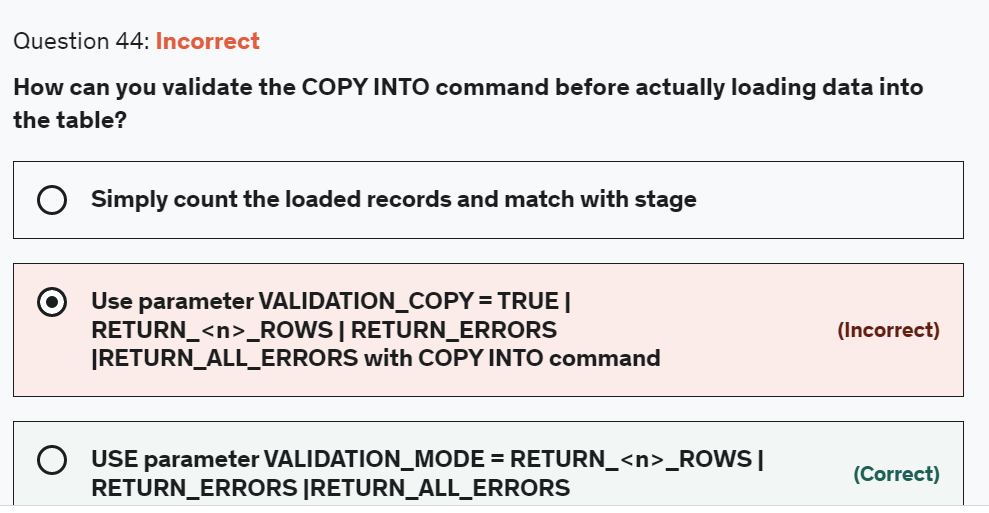 Question 44: Incorrect
How can you validate the COPY INTO command before actually loading data into
the table?
Simply count the loaded records and match with stage
Use parameter VALIDATION_COPY = TRUE |
RETURN_<n>_ROWS | RETURN_ERRORS
|RETURN_ALL_ERRORS with COPY INTO command
(Incorrect)
USE parameter VALIDATION_MODE = RETURN_<n>_ROWS |
RETURN_ERRORS |RETURN_ALL_ERRORS
(Correct)